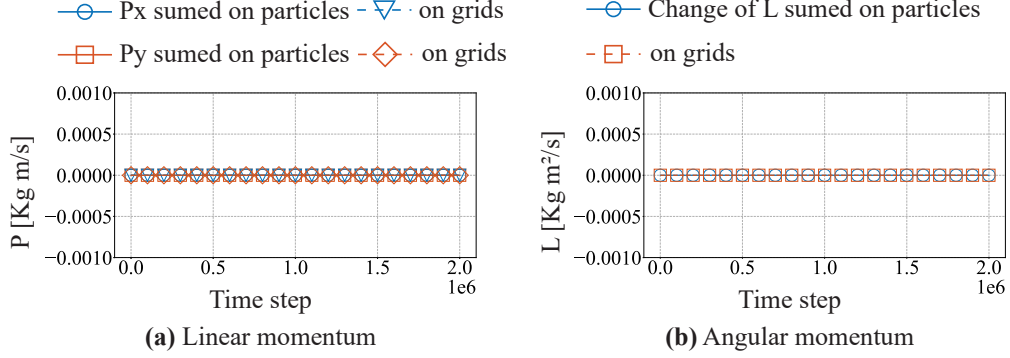 Px sumed on particles on grids
Py sumed on particles on grids
P [Kg m/s]
0.0010
0.0005
0.0000
−0.0005
−0.0010
0.0 0.5 1.0 1.5 2.0
1e6
Time step
(a) Linear momentum
Change of L sumed on particles
on grids
L [Kg m²/s]
0.0010
0.0005
0.0000
−0.0005
−0.0010
0.0 0.5 1.0 1.5 2.0
1e6
Time step
(b) Angular momentum